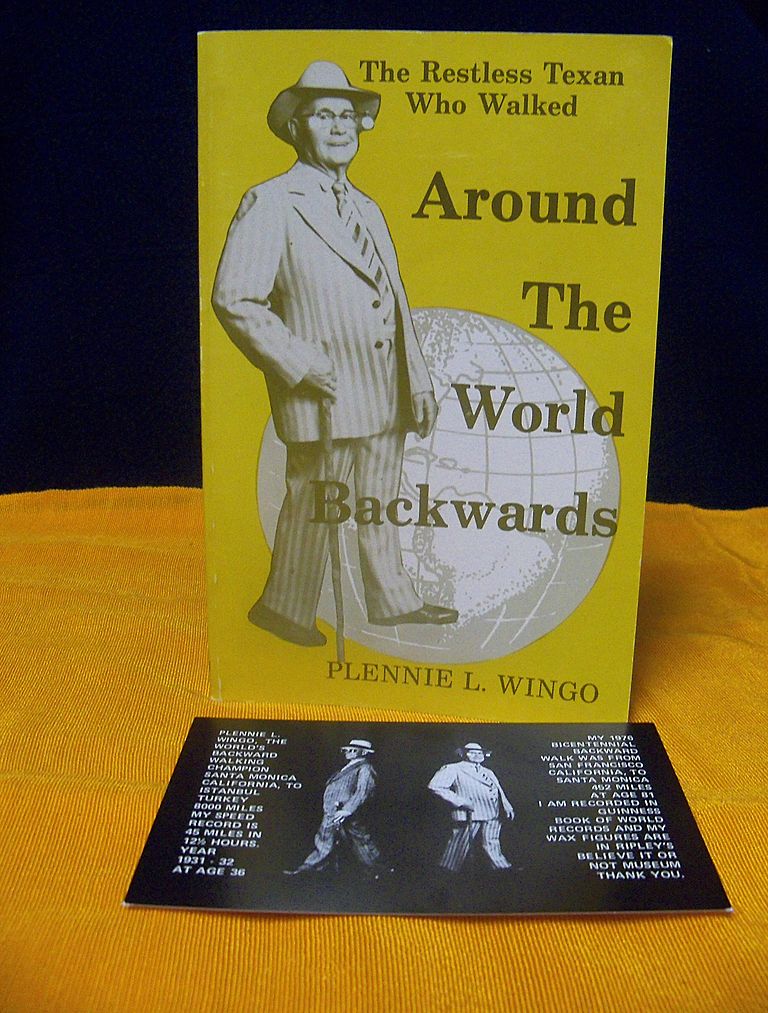 The Restless Texan
Who Walked
Around
The
World
Backwards
PLENNIE L. WINGO
PLENNIE L.
WINGO, THE
WORLD'S
BACKWARD
WALKING
CHAMPION
SANTA MONICA
CALIFORNIA, TO
ISTANBUL
TURKEY
8000 MILES
MY SPEED
RECORD IS
45 MILES IN
12½ HOURS.
YEAR
1931 - 32
AT AGE 36
MY 1976
BICENTENNIAL
BACKWARD
WALK WAS FROM
SAN FRANCISCO
CALIFORNIA, TO
SANTA MONICA
452 MILES
AT AGE 81
I AM RECORDED IN
GUINNESS
BOOK OF WORLD
RECORDS AND MY
WAX FIGURES ARE
IN RIPLEY'S
BELIEVE IT OR
NOT MUSEUM
THANK YOU.